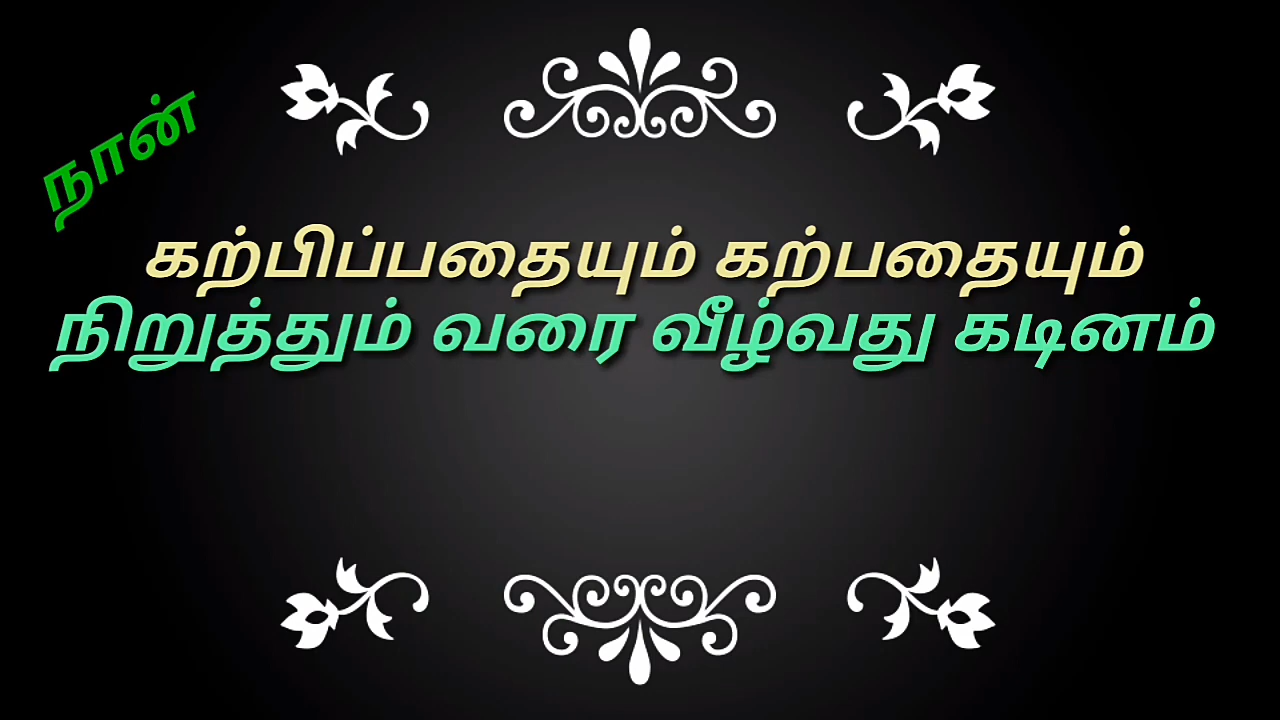 நான்
கற்பிப்பதையும் கற்பதையும்
நிறுத்தும் வரை வீழ்வது கடினம்